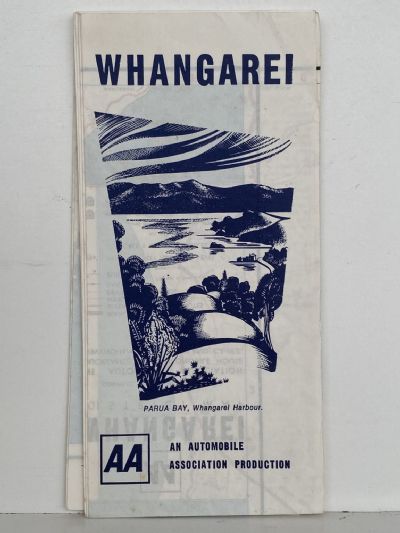 WHANGAREI
PARUA BAY, Whangarei Harbour.
AA
AN AUTOMOBILE
ASSOCIATION PRODUCTION